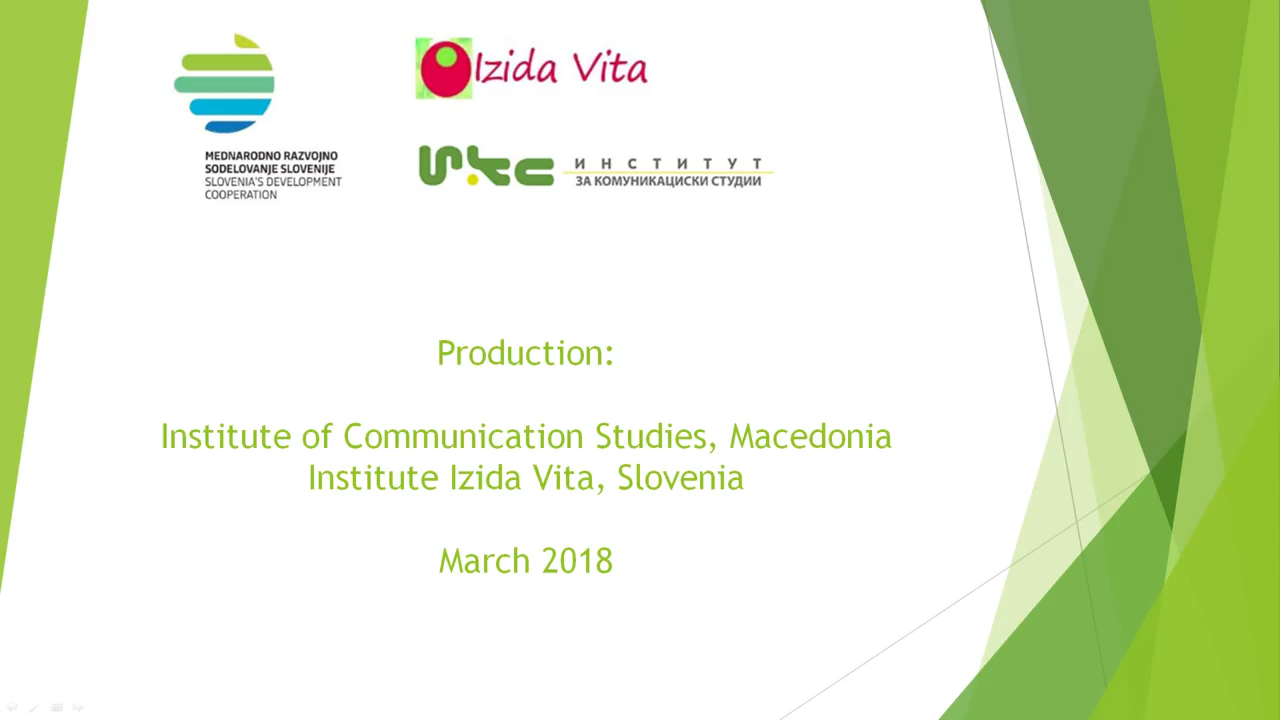 Izida Vita
MEDNARODNO RAZVOJNO
SODELOVANJE SLOVENIJE
SLOVENIA'S DEVELOPMENT
COOPERATION
ИНСТИТУТ
ЗА КОМУНИКАЦИСКИ СТУДИИ
Production:
Institute of Communication Studies, Macedonia
Institute Izida Vita, Slovenia
March 2018